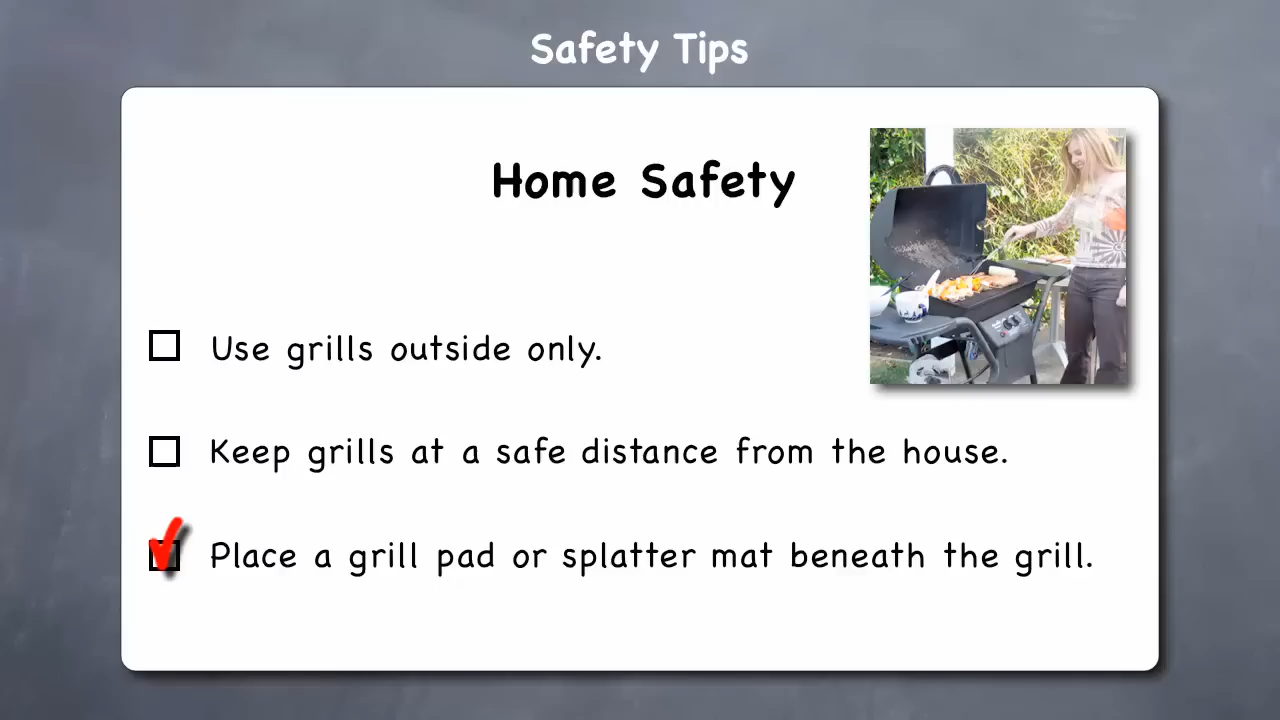 Safety Tips
Home Safety
Use grills outside only.
Keep grills at a safe distance from the house.
Place a grill pad or splatter mat beneath the grill.